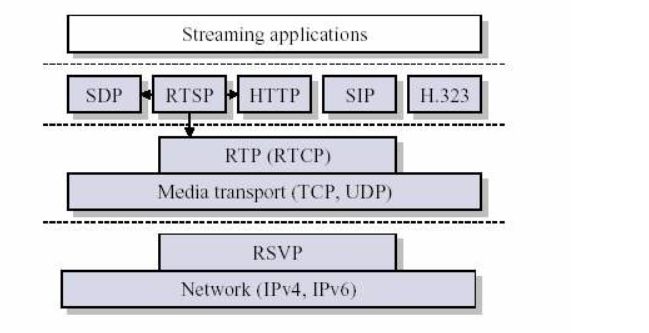 Streaming applications
SDP RTSP HTTP SIP H.323
RTP (RTCP)
Media transport (TCP, UDP)
RSVP
Network (IPv4, IPv6)